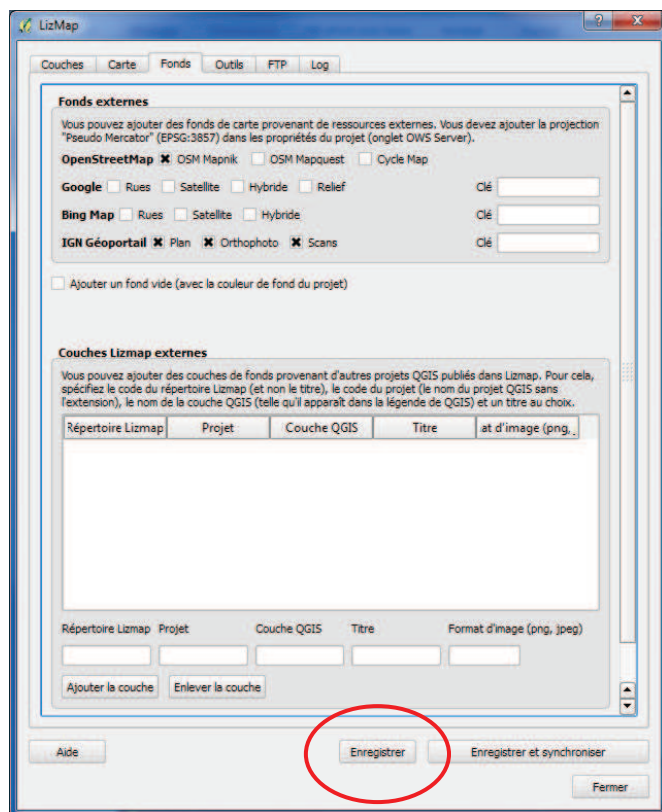 LizMap
Couches Carte Fonds Outils FTP Log
Fonds externes
Vous pouvez ajouter des fonds de carte provenant de ressources externes. Vous devez ajouter la projection
"Pseudo Mercator" (EPSG:3857) dans les propriétés du projet (onglet OWS Server).
OpenStreetMap OSM Mapnik OSM Mapquest Cycle Map
Google Rues Satellite Hybride Relief Clé
Bing Map Rues Satellite Hybride Clé
IGN Géoportail Plan Orthophoto Scans Clé
Ajouter un fond vide (avec la couleur de fond du projet)
Couches Lizmap externes
Vous pouvez ajouter des couches de fonds provenant d'autres projets QGIS publiés dans Lizmap. Pour cela,
spécifiez le code du répertoire Lizmap (et non le titre), le code du projet (le nom du projet QGIS sans
l'extension), le nom de la couche QGIS (telle qu'il apparaît dans la légende de QGIS) et un titre au choix.
Répertoire Lizmap Projet Couche QGIS Titre at d'image (png, j
Répertoire Lizmap Projet Couche QGIS Titre Format d'image (png, jpeg)
Ajouter la couche Enlever la couche
Aide Enregistrer Enregistrer et synchroniser
Fermer